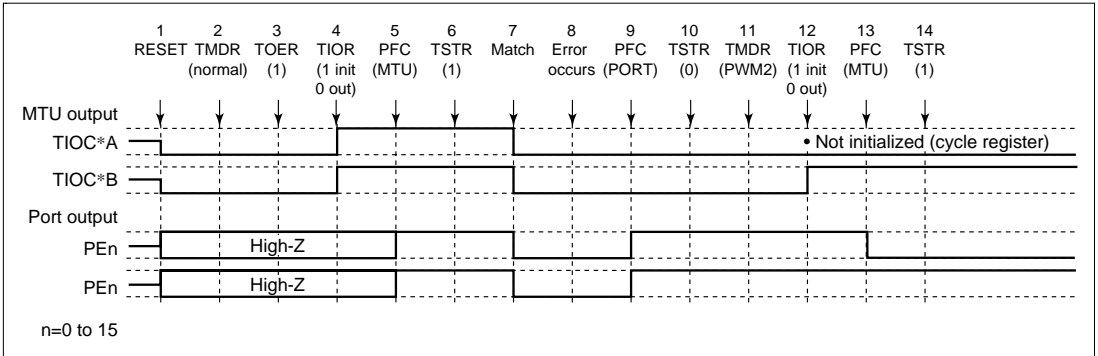 1 2 3 4 5 6 7 8 9 10 11 12 13 14
RESET TMDR TOER TIOR PFC TSTR Match Error PFC TSTR TMDR TIOR PFC TSTR
(normal) (1) (1 init (MTU) (1) occurs (PORT) (0) (PWM2) (1 init (MTU) (1)
0 out) 0 out)
MTU output
TIOC*A • Not initialized (cycle register)
TIOC*B
Port output
PEn High-Z
PEn High-Z
n=0 to 15